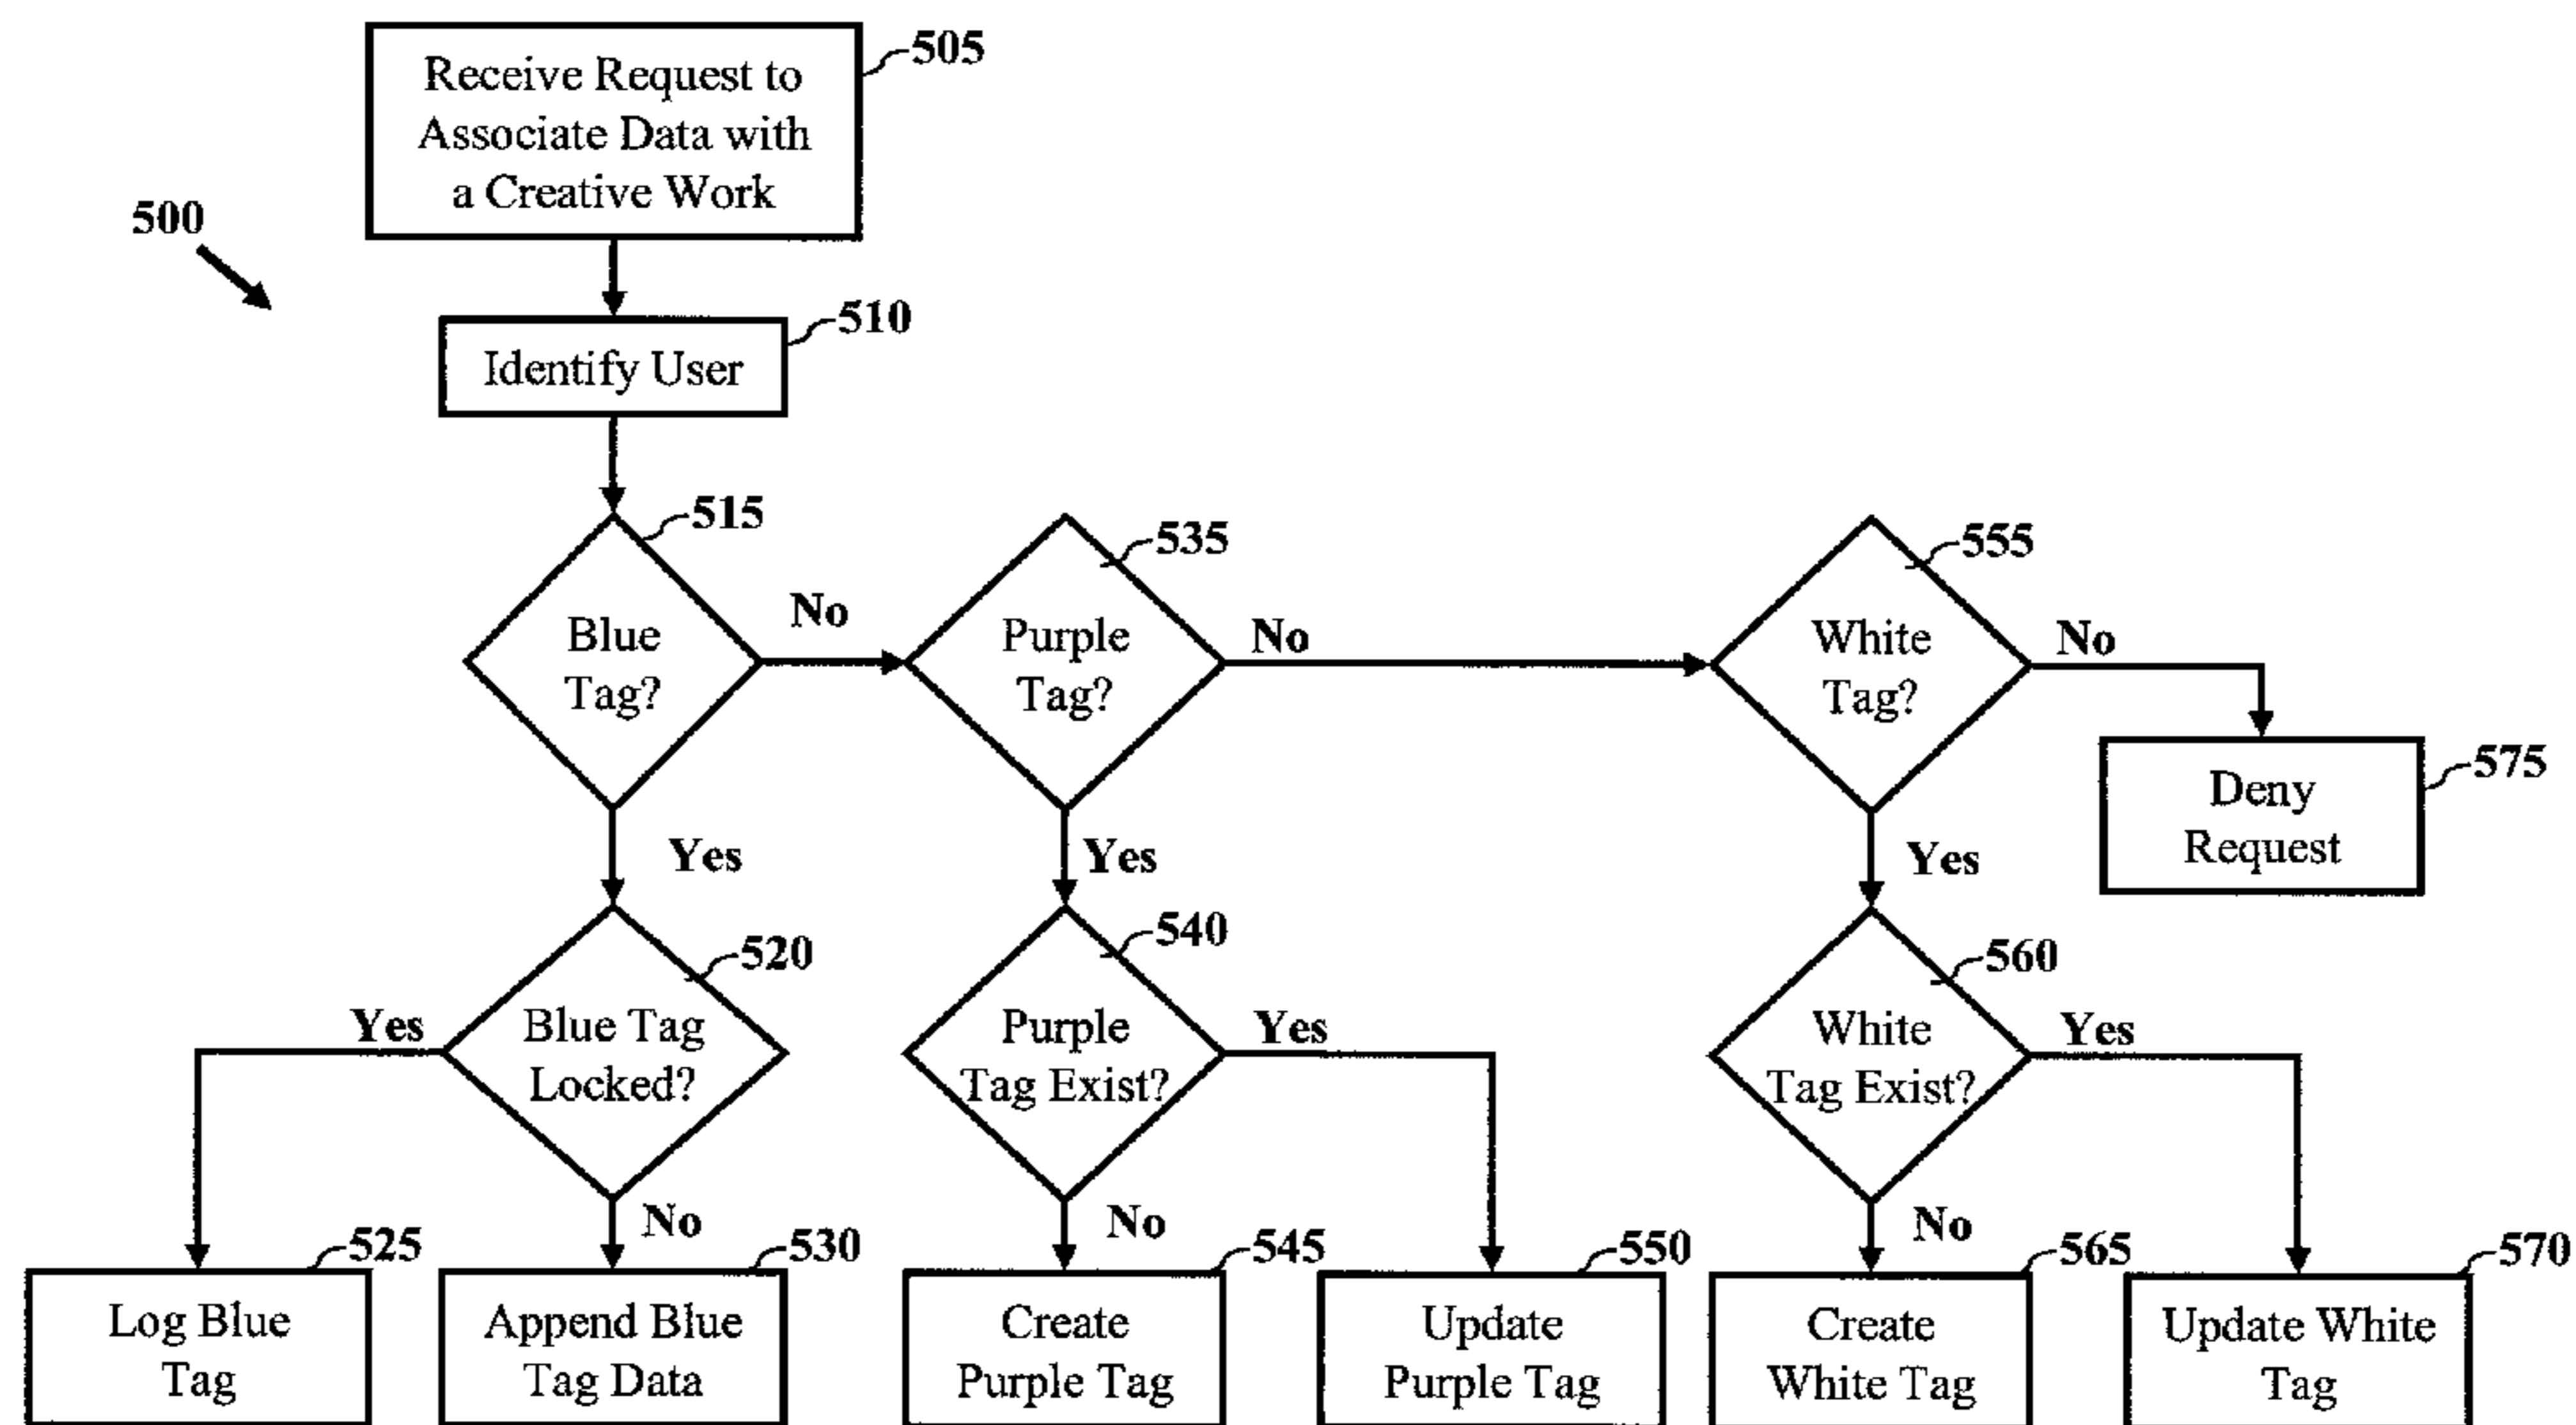 505
Receive Request to
Associate Data with
a Creative Work
500
510
Identify User
515
Blue
Tag?
No
535
Purple
Tag?
No
555
White
Tag?
No
575
Deny
Request
Yes
Yes
Yes
520
Blue Tag
Locked?
Yes
No
540
Purple
Tag Exist?
Yes
No
560
White
Tag Exist?
Yes
No
525
Log Blue
Tag
530
Append Blue
Tag Data
545
Create
Purple Tag
550
Update
Purple Tag
565
Create
White Tag
570
Update White
Tag